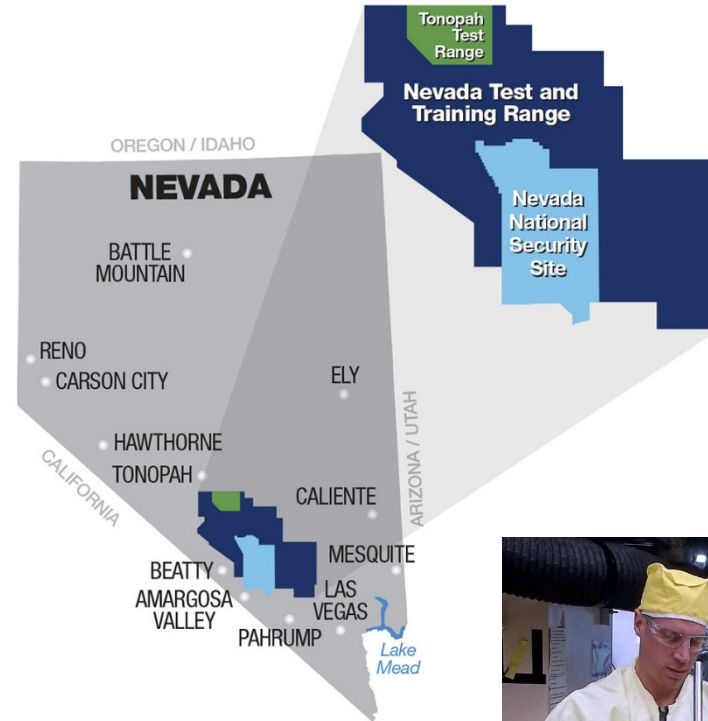 Tonopah
Test
Range
Nevada Test and
Training Range
Nevada
National
Security
Site
OREGON / IDAHO
NEVADA
BATTLE
MOUNTAIN
RENO
CARSON CITY
ELY
HAWTHORNE
TONOPAH
CALIFORNIA
ARIZONA / UTAH
CALIENTE
BEATTY
MESQUITE
AMARGOSA
VALLEY
LAS
VEGAS
PAHRUMP
Lake
Mead